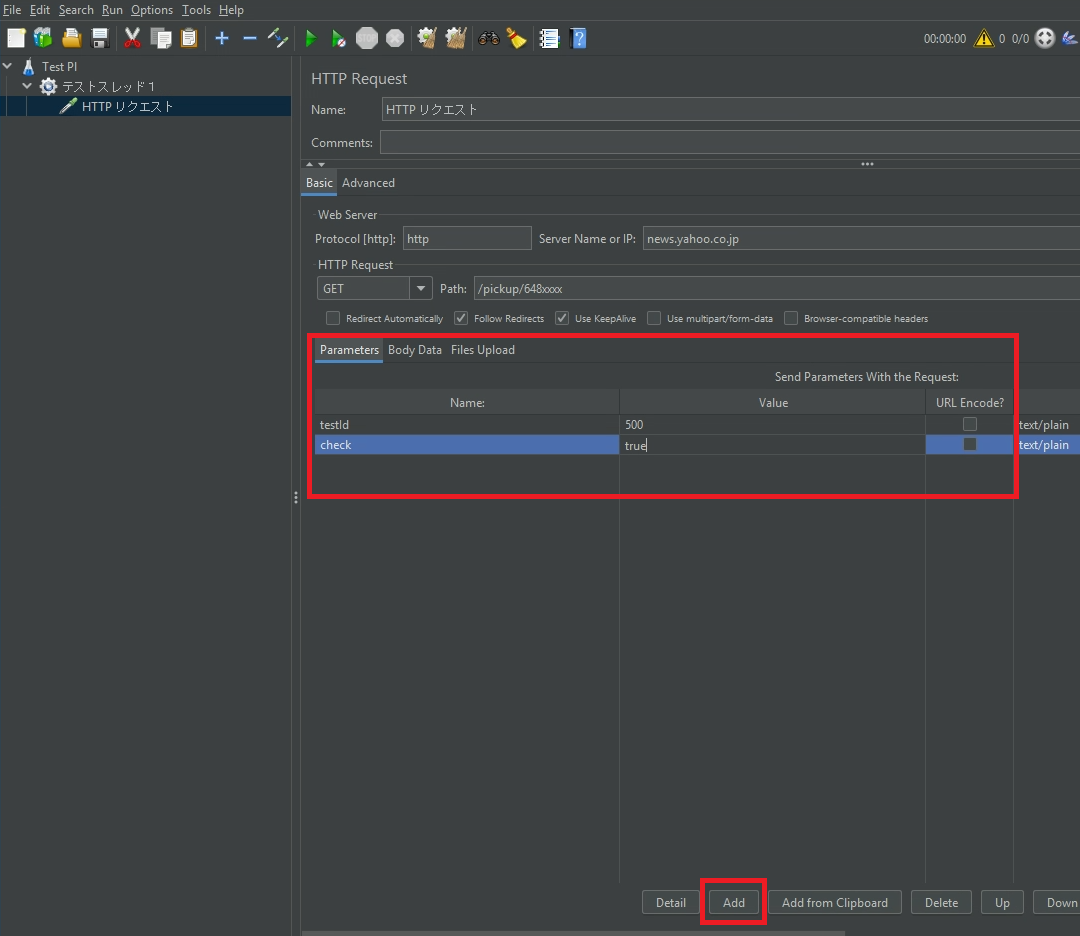 File Edit Search Run Options Tools Help
00:00:00 0 0/0
Test Pl
テストスレッド１
HTTP リクエスト
HTTP Request
Name: HTTP リクエスト
Comments:
Basic Advanced
Web Server
Protocol [http]: http Server Name or IP: news.yahoo.co.jp
HTTP Request
GET Path: /pickup/648xxxx
Redirect Automatically Follow Redirects Use KeepAlive Use multipart/form-data Browser-compatible headers
Parameters Body Data Files Upload
Send Parameters With the Request:
Name: Value URL Encode?
testId 500 text/plain
check true text/plain
Detail Add Add from Clipboard Delete Up Down